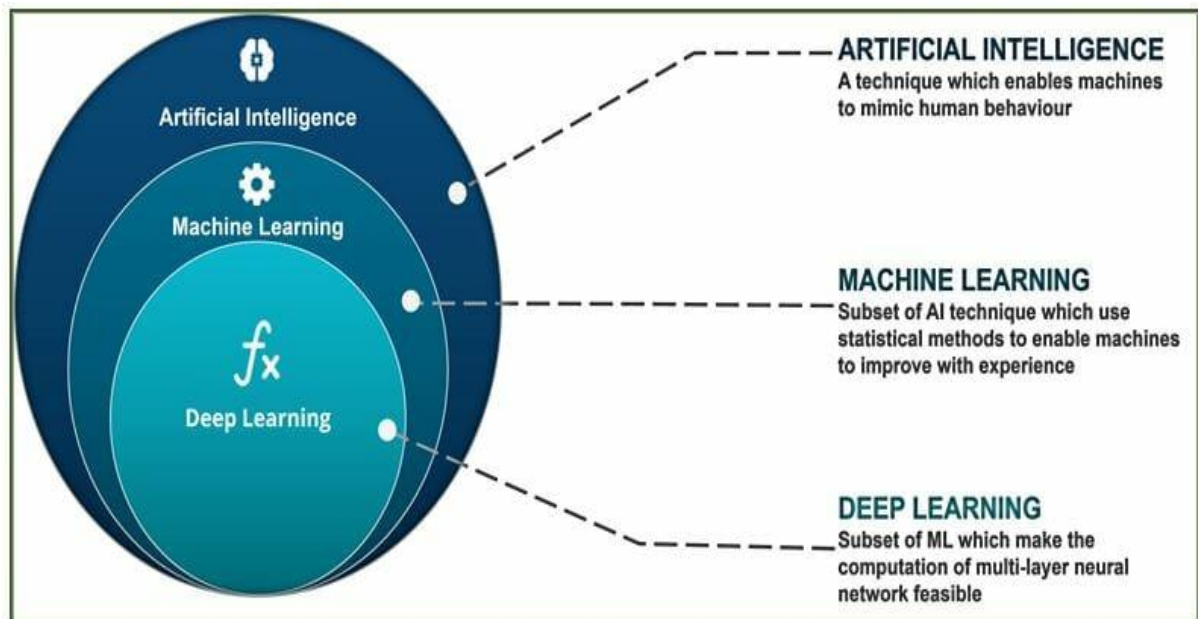 Artificial Intelligence
Machine Learning
fx
Deep Learning
ARTIFICIAL INTELLIGENCE
A technique which enables machines
to mimic human behaviour
MACHINE LEARNING
Subset of AI technique which use
statistical methods to enable machines
to improve with experience
DEEP LEARNING
Subset of ML which make the
computation of multi-layer neural
network feasible